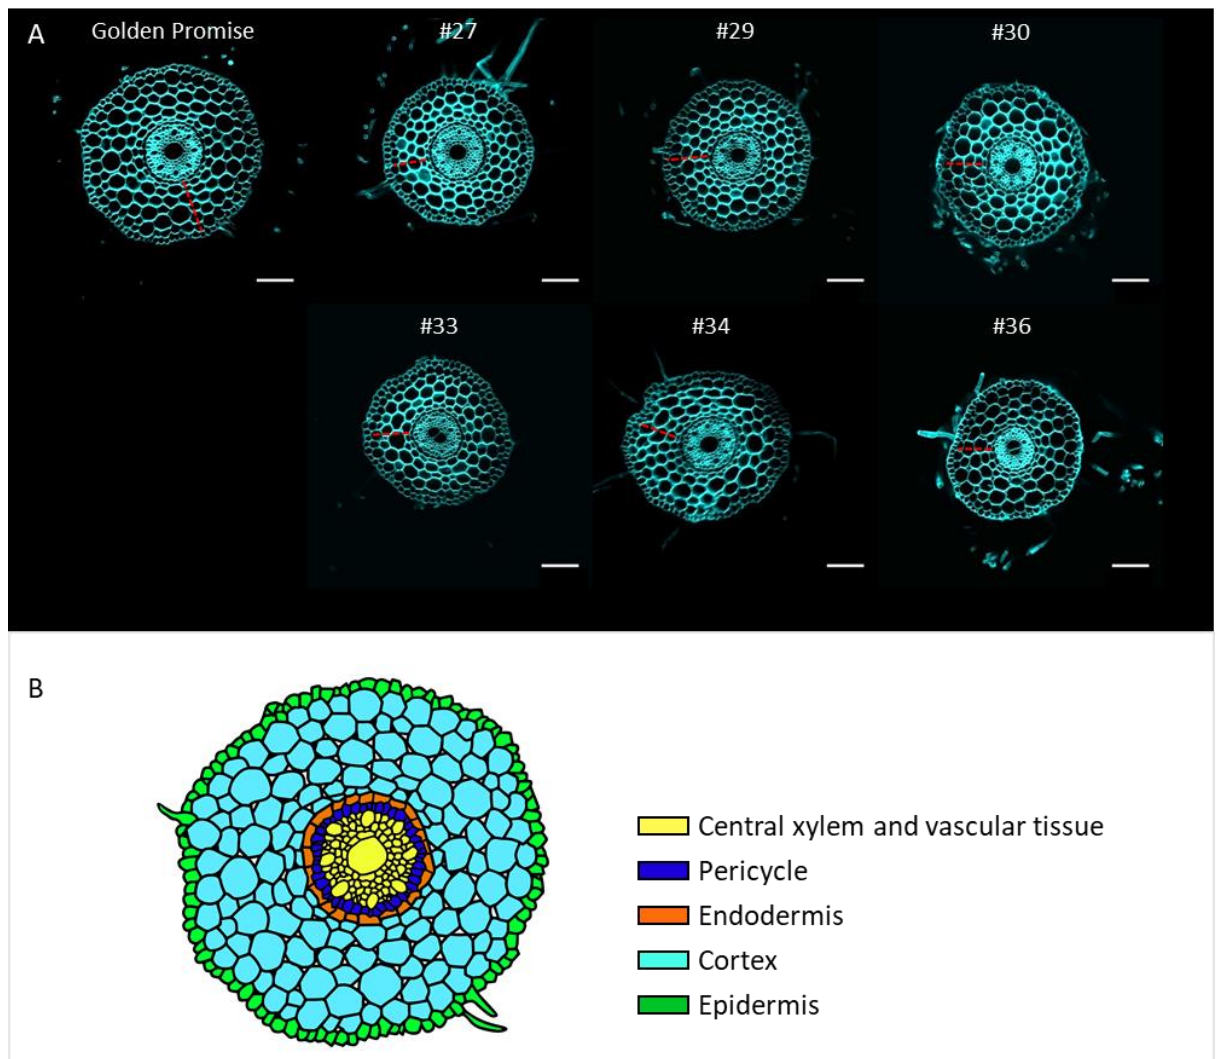 A
Golden Promise
#27
#29
#30
#33
#34
#36
B
Central xylem and vascular tissue
Pericycle
Endodermis
Cortex
Epidermis